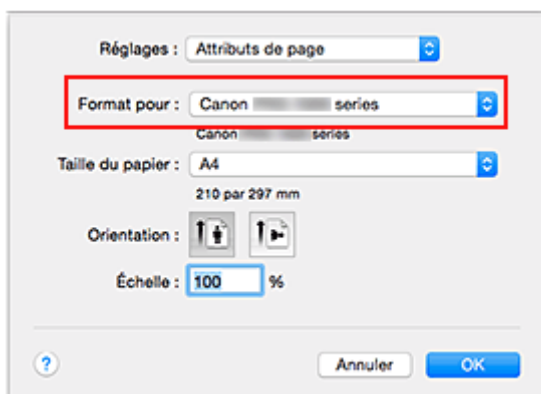 Réglages : Attributs de page
Format pour : Canon series
Canon series
Taille du papier : A4
210 par 297 mm
Orientation :
Échelle : 100 %
? Annuler OK